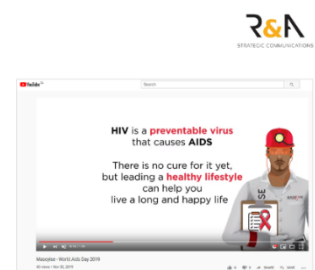 R&A
STRATEGIC COMMUNICATIONS
YouTube
Search
HIV is a preventable virus
that causes AIDS
There is no cure for it yet,
but leading a healthy lifestyle
can help you
live a long and happy life
World Aids Day 2019